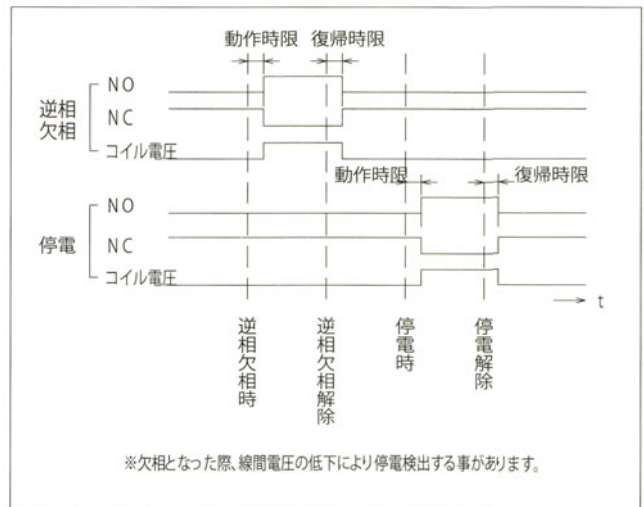 動作時限 復帰時限
NO
逆相
欠相
NC
コイル電圧
動作時限 復帰時限
NO
停電
NC
コイル電圧
t
逆相欠相時
逆相欠相解除
停電時
停電解除
※欠相となった際、線間電圧の低下により停電検出する事があります。